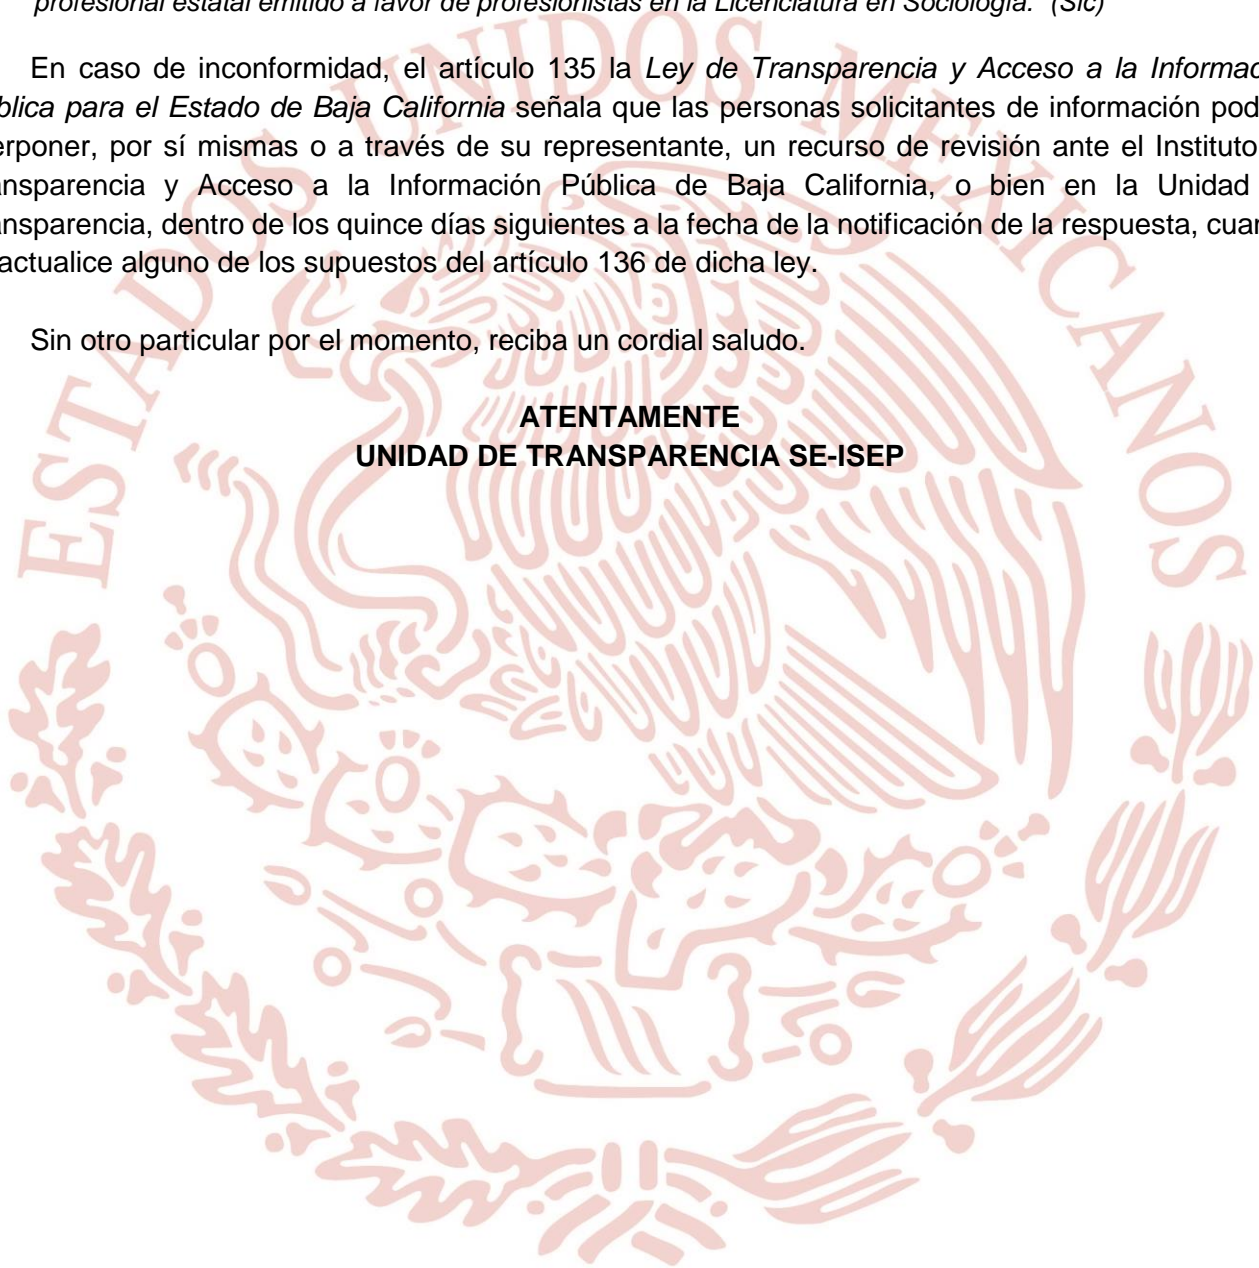 profesional estatal emitido a favor de profesionistas en la Licenciatura en Sociología." (Sic)
En caso de inconformidad, el artículo 135 la Ley de Transparencia y Acceso a la Informac
blica para el Estado de Baja California señala que las personas solicitantes de información pod
erponer, por sí mismas o a través de su representante, un recurso de revisión ante el Instituto
ansparencia y Acceso a la Información Pública de Baja California, o bien en la Unidad
ansparencia, dentro de los quince días siguientes a la fecha de la notificación de la respuesta, cuan
actualice alguno de los supuestos del artículo 136 de dicha ley.
Sin otro particular por el momento, reciba un cordial saludo.
ATENTAMENTE
UNIDAD DE TRANSPARENCIA SE-ISEP
ESTADOS UNIDOS MEXICANOS